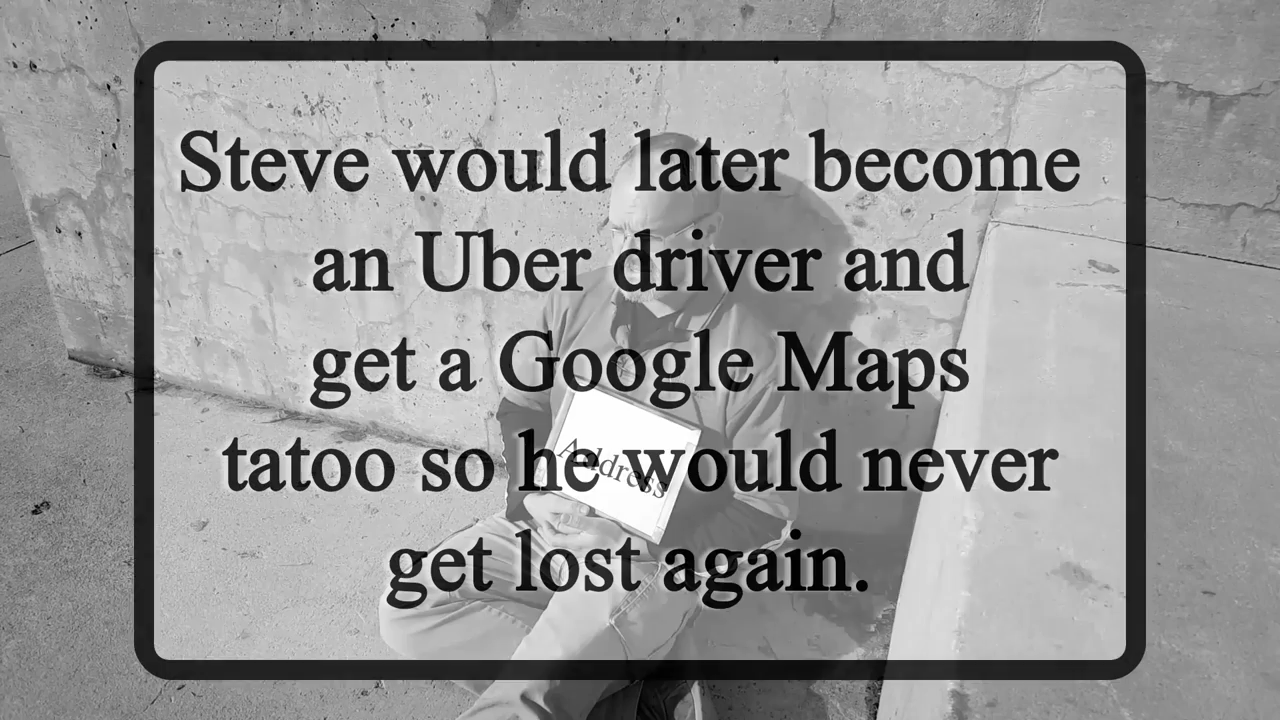 Steve would later become
an Uber driver and
get a Google Maps
tatoo so he would never
get lost again.
Address